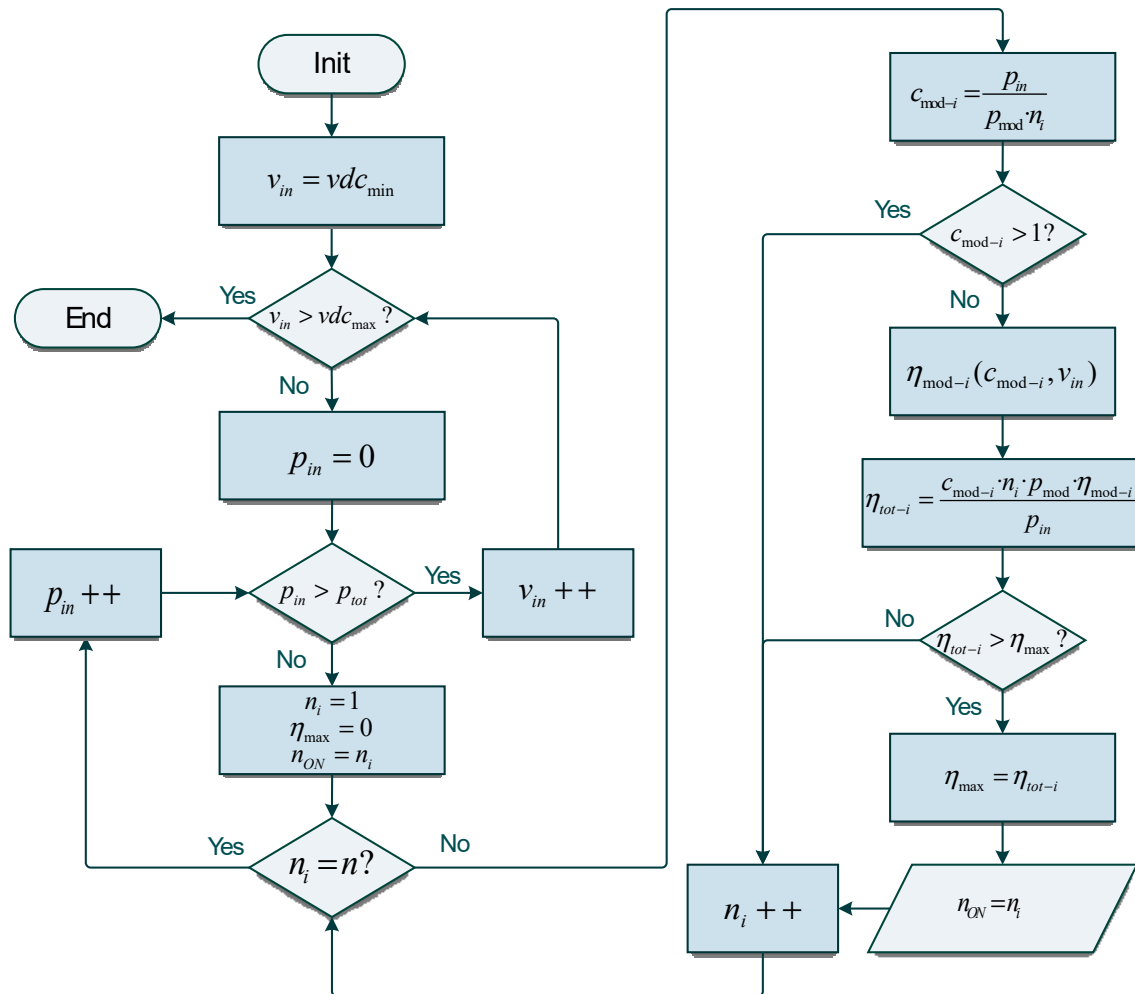 Init
v_in = vdc_min
v_in > vdc_max ?
Yes
End
No
p_in = 0
p_in > p_tot ?
Yes
v_in ++
p_in ++
No
n_i = 1
η_max = 0
n_ON = n_i
n_i = n?
Yes
No
c_mod−i = p_in / p_mod · n_i
c_mod−i > 1?
Yes
No
η_mod−i (c_mod−i, v_in)
η_tot−i = c_mod−i · n_i · p_mod · η_mod−i / p_in
η_tot−i > η_max ?
No
Yes
η_max = η_tot−i
n_ON = n_i
n_i ++